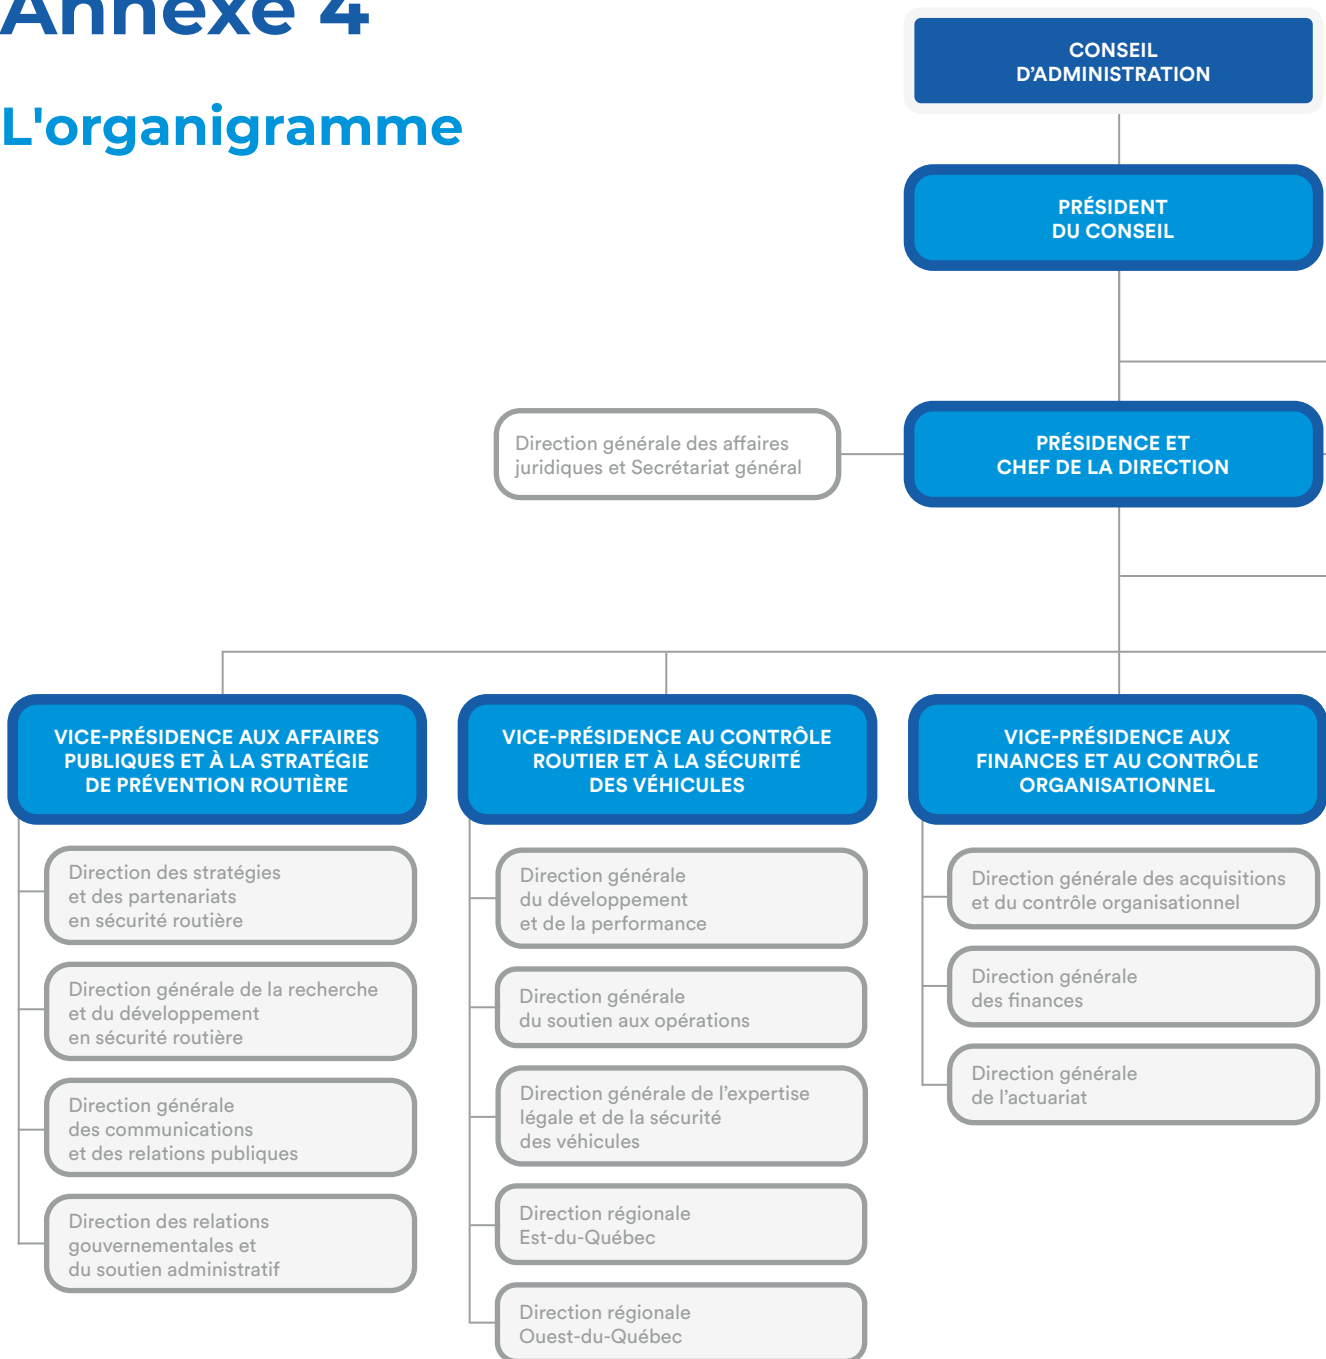 Annexe 4
L'organigramme
CONSEIL
D'ADMINISTRATION
PRÉSIDENT
DU CONSEIL
Direction générale des affaires
juridiques et Secrétariat général
PRÉSIDENCE ET
CHEF DE LA DIRECTION
VICE-PRÉSIDENCE AUX AFFAIRES
PUBLIQUES ET À LA STRATÉGIE
DE PRÉVENTION ROUTIÈRE
Direction des stratégies
et des partenariats
en sécurité routière
Direction générale de la recherche
et du développement
en sécurité routière
Direction générale
des communications
et des relations publiques
Direction des relations
gouvernementales et
du soutien administratif
VICE-PRÉSIDENCE AU CONTRÔLE
ROUTIER ET À LA SÉCURITÉ
DES VÉHICULES
Direction générale
du développement
et de la performance
Direction générale
du soutien aux opérations
Direction générale de l'expertise
légale et de la sécurité
des véhicules
Direction régionale
Est-du-Québec
Direction régionale
Ouest-du-Québec
VICE-PRÉSIDENCE AUX
FINANCES ET AU CONTRÔLE
ORGANISATIONNEL
Direction générale des acquisitions
et du contrôle organisationnel
Direction générale
des finances
Direction générale
de l'actuariat